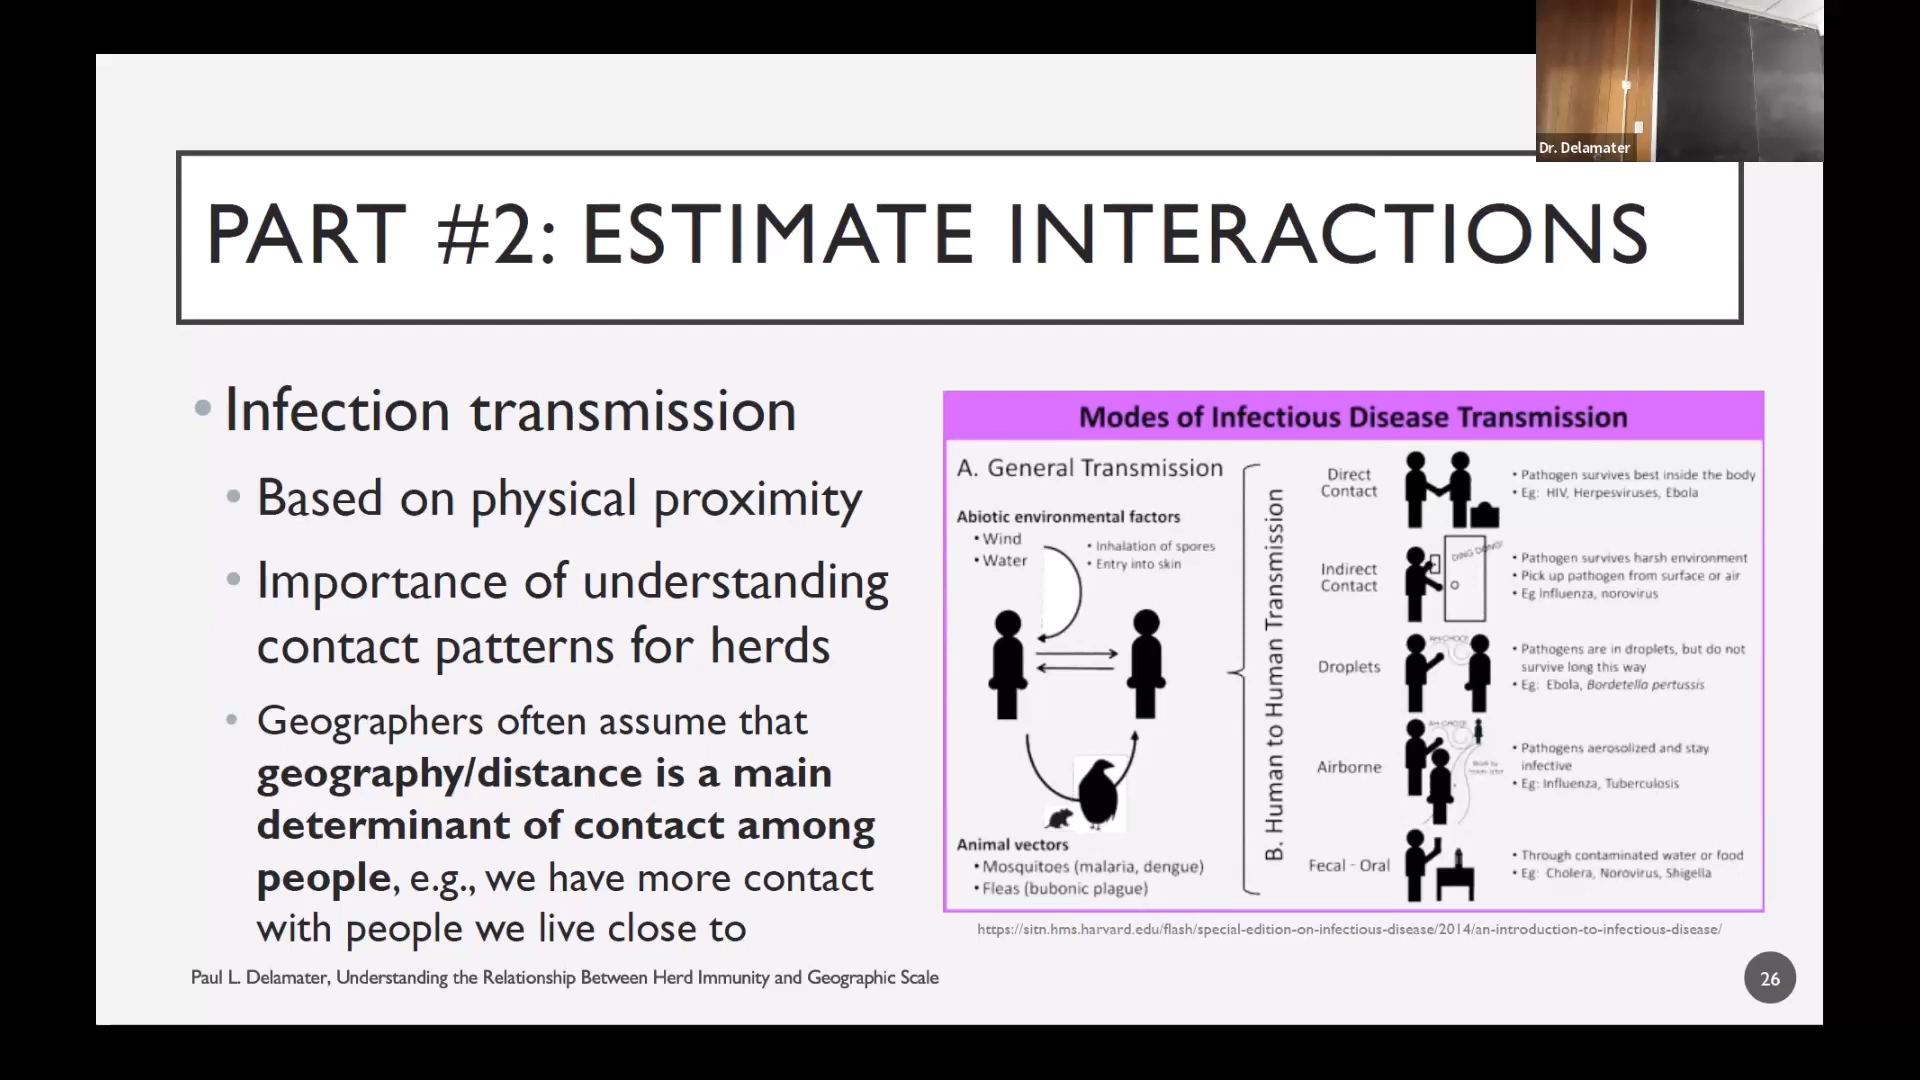 Dr. Delamater
PART #2: ESTIMATE INTERACTIONS
• Infection transmission
• Based on physical proximity
• Importance of understanding
contact patterns for herds
• Geographers often assume that
geography/distance is a main
determinant of contact among
people, e.g., we have more contact
with people we live close to
Modes of Infectious Disease Transmission
A. General Transmission
Abiotic environmental factors
• Wind
• Water
• Inhalation of spores
• Entry into skin
Animal vectors
• Mosquitoes (malaria, dengue)
• Fleas (bubonic plague)
B. Human to Human Transmission
Direct
Contact
• Pathogen survives best inside the body
• Eg: HIV, Herpesviruses, Ebola
Indirect
Contact
DING DONG!
• Pathogen survives harsh environment
• Pick up pathogen from surface or air
• Eg Influenza, norovirus
Droplets
AH-CHOO!
• Pathogens are in droplets, but do not
survive long this way
• Eg: Ebola, Bordetella pertussis
Airborne
AH-CHOO!
• Pathogens aerosolized and stay
infective
• Eg: Influenza, Tuberculosis
Fecal - Oral
• Through contaminated water or food
• Eg: Cholera, Norovirus, Shigella
https://sitn.hms.harvard.edu/flash/special-edition-on-infectious-disease/2014/an-introduction-to-infectious-disease/
Paul L. Delamater, Understanding the Relationship Between Herd Immunity and Geographic Scale
26